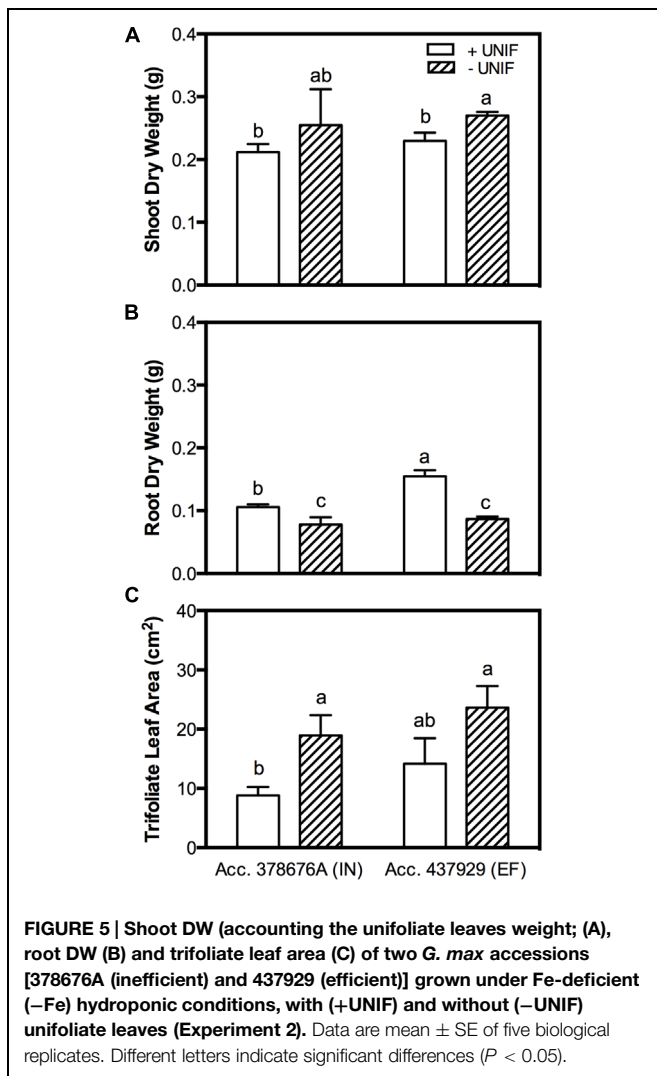 A
Shoot Dry Weight (g)
0.4
0.3
0.2
0.1
0.0
+ UNIF
- UNIF
b
ab
b
a
B
Root Dry Weight (g)
0.4
0.3
0.2
0.1
0.0
b
c
a
c
C
Trifoliate Leaf Area (cm²)
40
30
20
10
0
b
a
ab
a
Acc. 378676A (IN)
Acc. 437929 (EF)
FIGURE 5 | Shoot DW (accounting the unifoliate leaves weight; (A),
root DW (B) and trifoliate leaf area (C) of two G. max accessions
[378676A (inefficient) and 437929 (efficient)] grown under Fe-deficient
(−Fe) hydroponic conditions, with (+UNIF) and without (−UNIF)
unifoliate leaves (Experiment 2). Data are mean ± SE of five biological
replicates. Different letters indicate significant differences (P < 0.05).